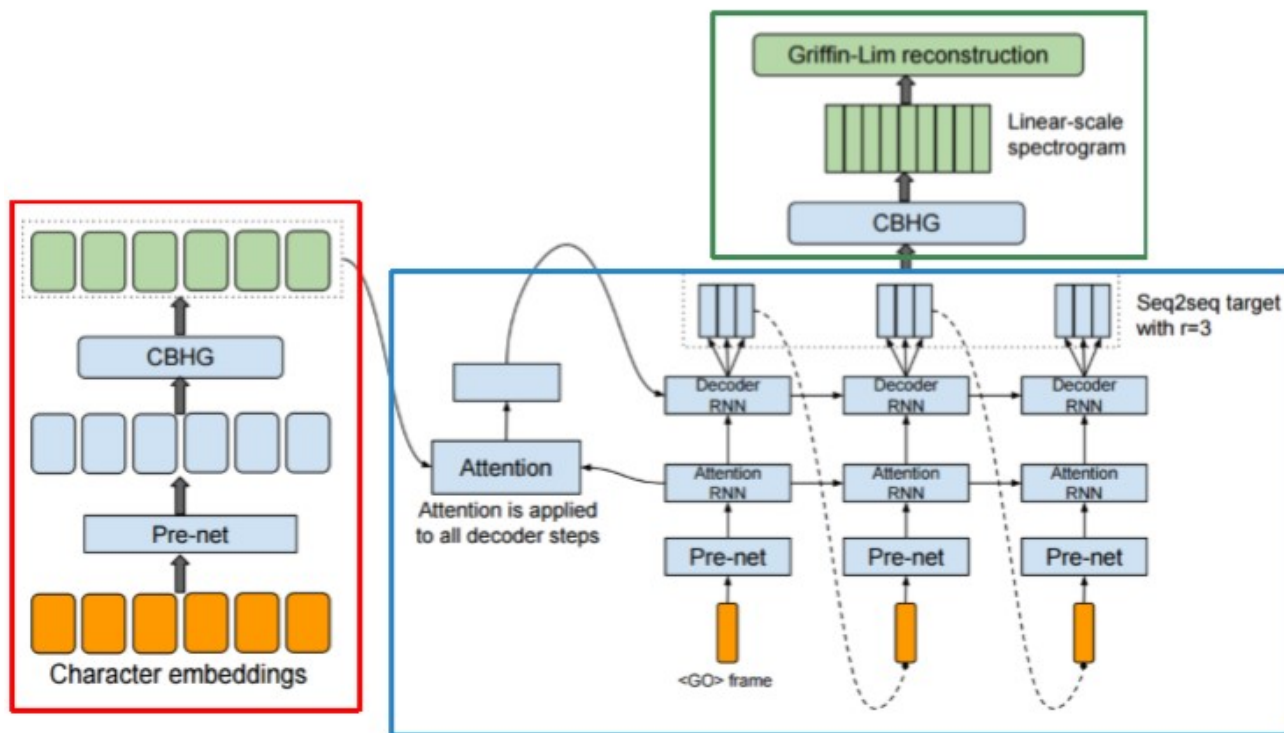 Griffin-Lim reconstruction
Linear-scale
spectrogram
CBHG
CBHG
Pre-net
Character embeddings
Attention
Attention is applied
to all decoder steps
Seq2seq target
with r=3
Decoder
RNN
Decoder
RNN
Decoder
RNN
Attention
RNN
Attention
RNN
Attention
RNN
Pre-net
Pre-net
Pre-net
<GO> frame